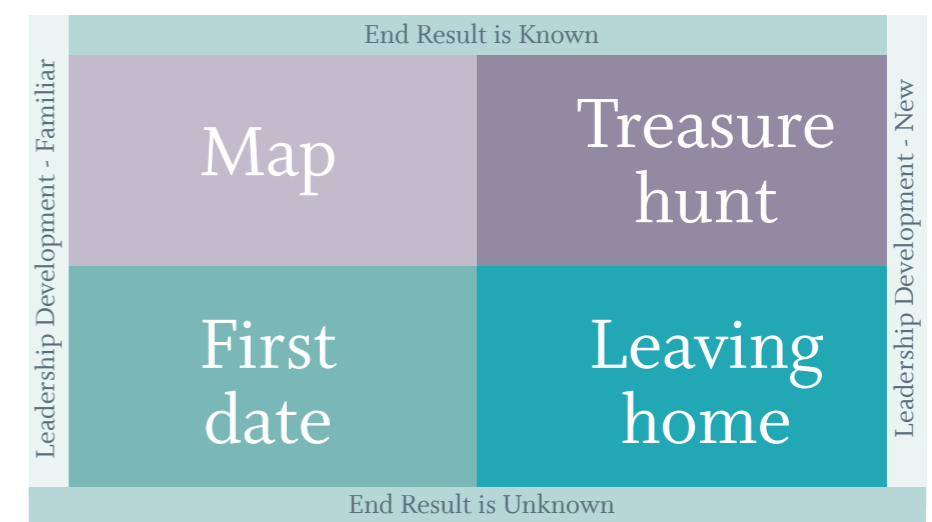 End Result is Known
Leadership Development - Familiar
Map
Treasure
hunt
Leadership Development - New
First
date
Leaving
home
End Result is Unknown